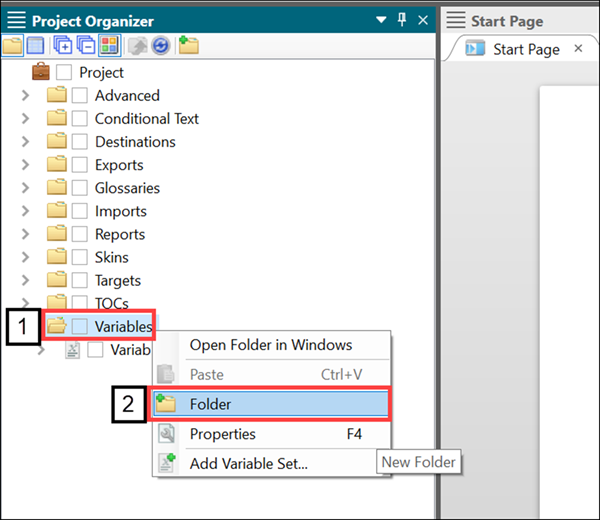 Project Organizer
Start Page
Start Page
Project
Advanced
Conditional Text
Destinations
Exports
Glossaries
Imports
Reports
Skins
Targets
TOCs
1
Variables
Variab
Open Folder in Windows
Paste Ctrl+V
2
Folder
Properties F4
New Folder
Add Variable Set...